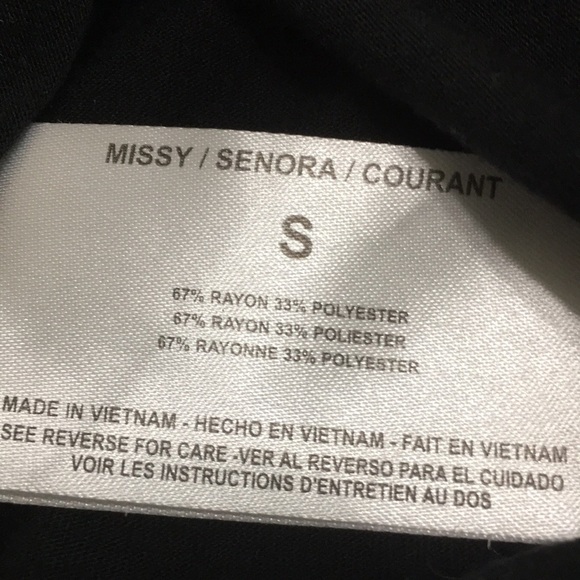 MISSY / SENORA / COURANT
S
67% RAYON 33% POLYESTER
67% RAYON 33% POLIESTER
67% RAYONNE 33% POLYESTER
MADE IN VIETNAM - HECHO EN VIETNAM - FAIT EN VIETNAM
SEE REVERSE FOR CARE -VER AL REVERSO PARA EL CUIDADO
VOIR LES INSTRUCTIONS D'ENTRETIEN AU DOS